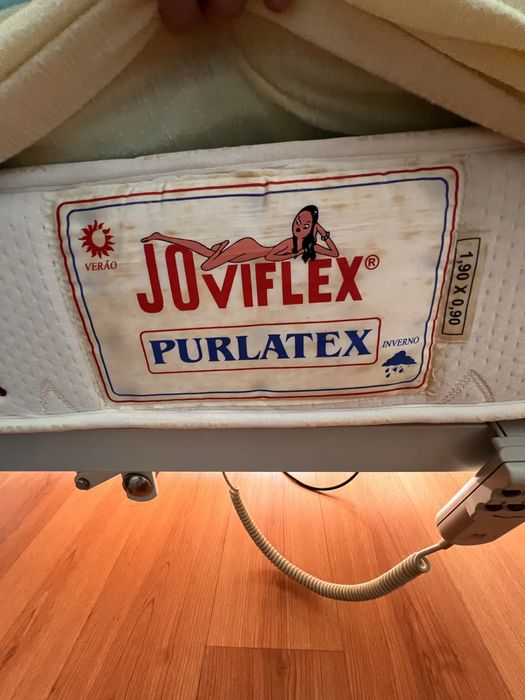 VERÃO
JOVIFLEX®
PURLATEX
INVERNO
1,90 X 0,90